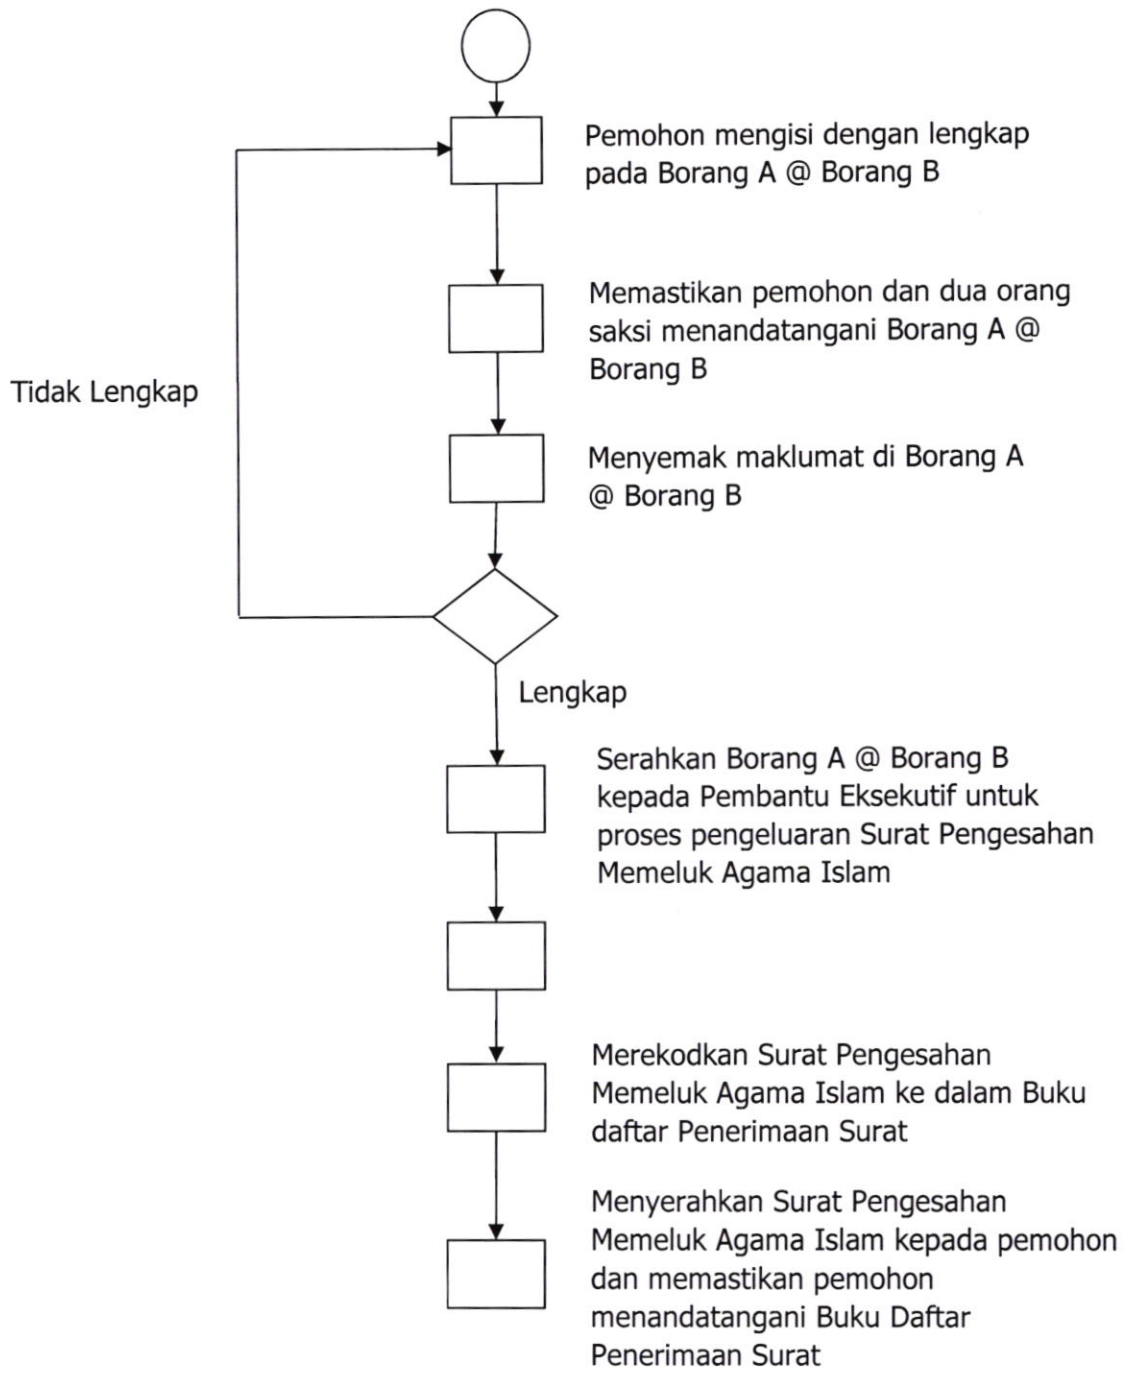 Pemohon mengisi dengan lengkap
pada Borang A @ Borang B
Memastikan pemohon dan dua orang
saksi menandatangani Borang A @
Borang B
Tidak Lengkap
Menyemak maklumat di Borang A
@ Borang B
Lengkap
Serahkan Borang A @ Borang B
kepada Pembantu Eksekutif untuk
proses pengeluaran Surat Pengesahan
Memeluk Agama Islam
Merekodkan Surat Pengesahan
Memeluk Agama Islam ke dalam Buku
daftar Penerimaan Surat
Menyerahkan Surat Pengesahan
Memeluk Agama Islam kepada pemohon
dan memastikan pemohon
menandatangani Buku Daftar
Penerimaan Surat